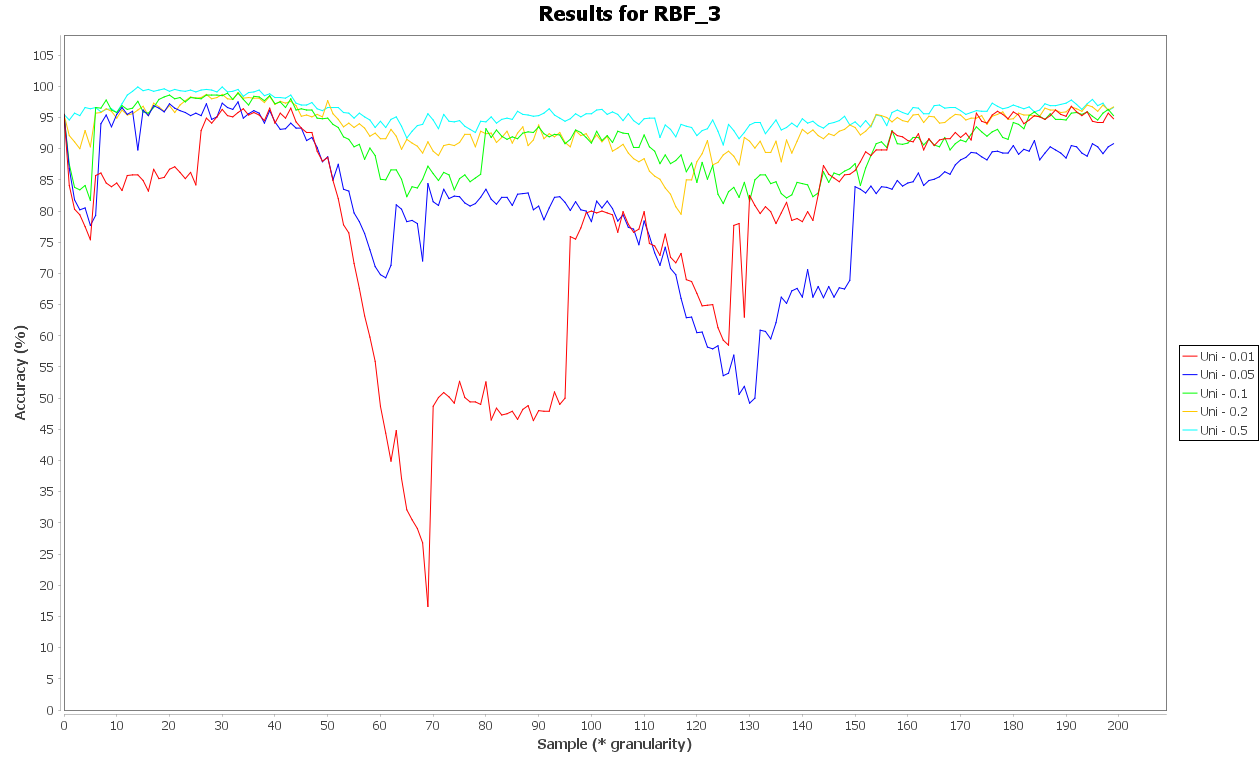 Results for RBF_3
105
100
95
90
85
80
75
70
65
60
55
50
45
40
35
30
25
20
15
10
5
0
Accuracy (%)
0 10 20 30 40 50 60 70 80 90 100 110 120 130 140 150 160 170 180 190 200
Sample (* granularity)
Uni - 0.01
Uni - 0.05
Uni - 0.1
Uni - 0.2
Uni - 0.5